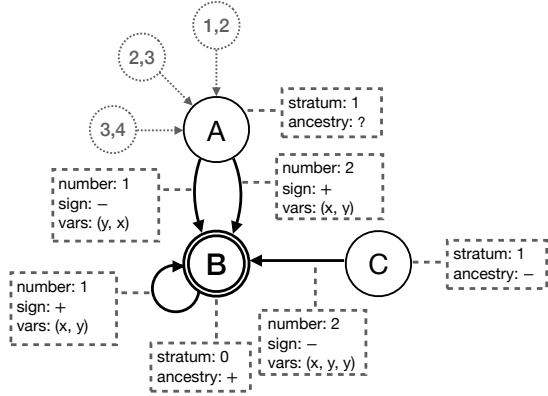 1,2
2,3
3,4
A
stratum: 1
ancestry: ?
number: 1
sign: −
vars: (y, x)
number: 2
sign: +
vars: (x, y)
B
C
stratum: 1
ancestry: −
number: 1
sign: +
vars: (x, y)
stratum: 0
ancestry: +
number: 2
sign: −
vars: (x, y, y)